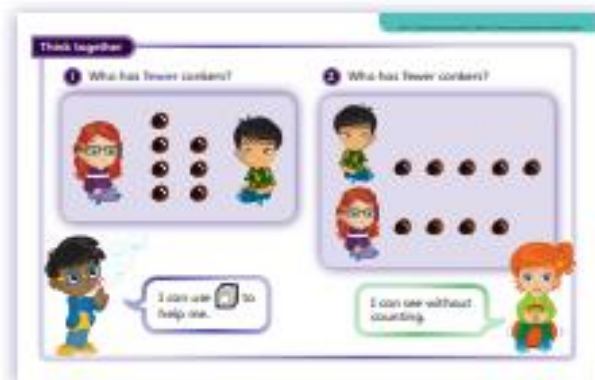 Think together
1 Who has fewer conkers?
2 Who has fewer conkers?
I can use to
help me.
I can see without
counting.